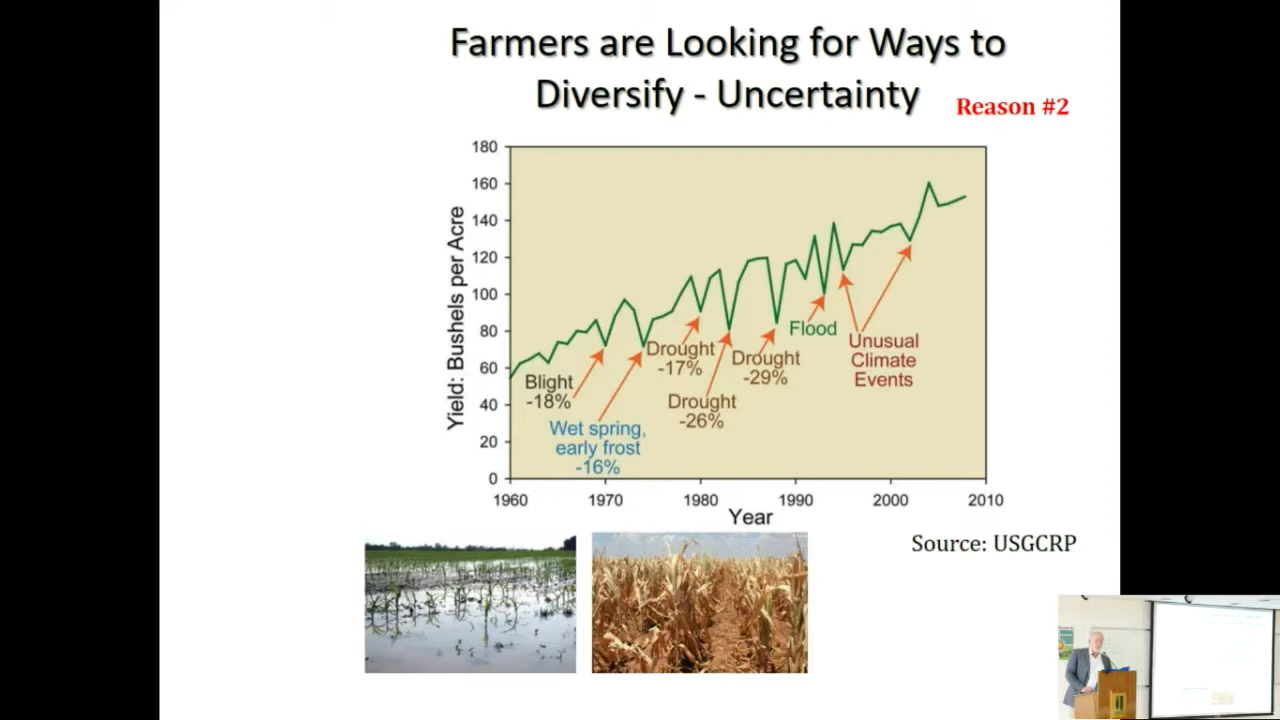 Farmers are Looking for Ways to
Diversify - Uncertainty
Reason #2
180
160
140
120
100
80
60
40
20
0
Yield: Bushels per Acre
1960 1970 1980 1990 2000 2010
Year
Blight
-18%
Wet spring,
early frost
-16%
Drought
-17%
Drought
-26%
Drought
-29%
Flood
Unusual
Climate
Events
Source: USGCRP